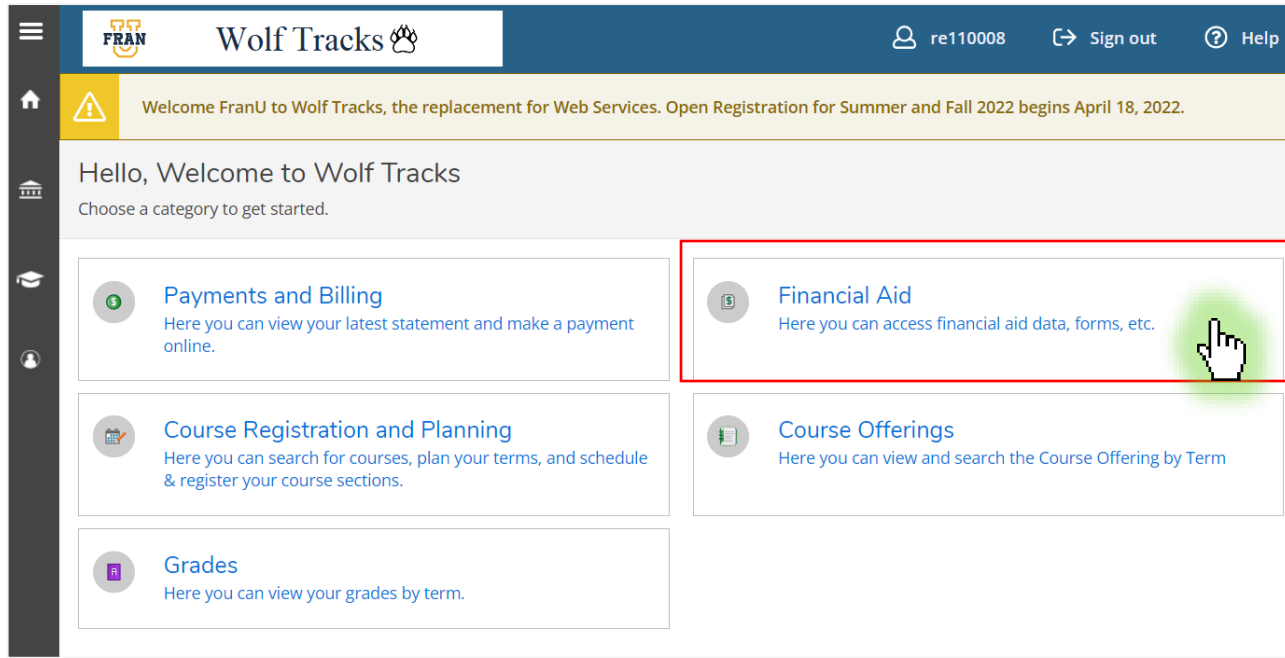 FRAN
U
Wolf Tracks
re110008
Sign out
Help
Welcome FranU to Wolf Tracks, the replacement for Web Services. Open Registration for Summer and Fall 2022 begins April 18, 2022.
Hello, Welcome to Wolf Tracks
Choose a category to get started.
Payments and Billing
Here you can view your latest statement and make a payment
online.
Financial Aid
Here you can access financial aid data, forms, etc.
Course Registration and Planning
Here you can search for courses, plan your terms, and schedule
& register your course sections.
Course Offerings
Here you can view and search the Course Offering by Term
Grades
Here you can view your grades by term.